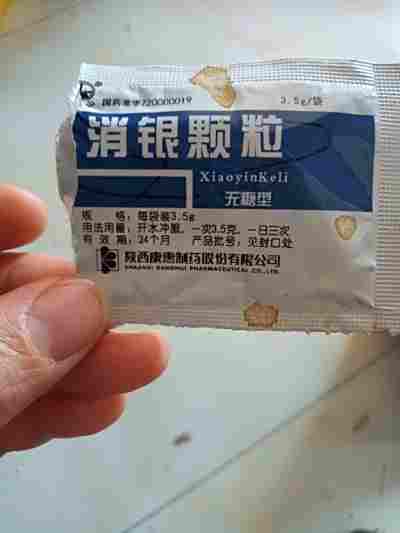 国药准字Z20000019 3.5g/袋
消银颗粒
XiaoyinKeli
无糖型
规 格：每袋装3.5g
用法用量：开水冲服。一次3.5克，一日三次
有效期：24个月 产品批号：见封口处
陕西康惠制药股份有限公司
SHAANXI KANGHUI PHARMACEUTICAL CO., LTD.